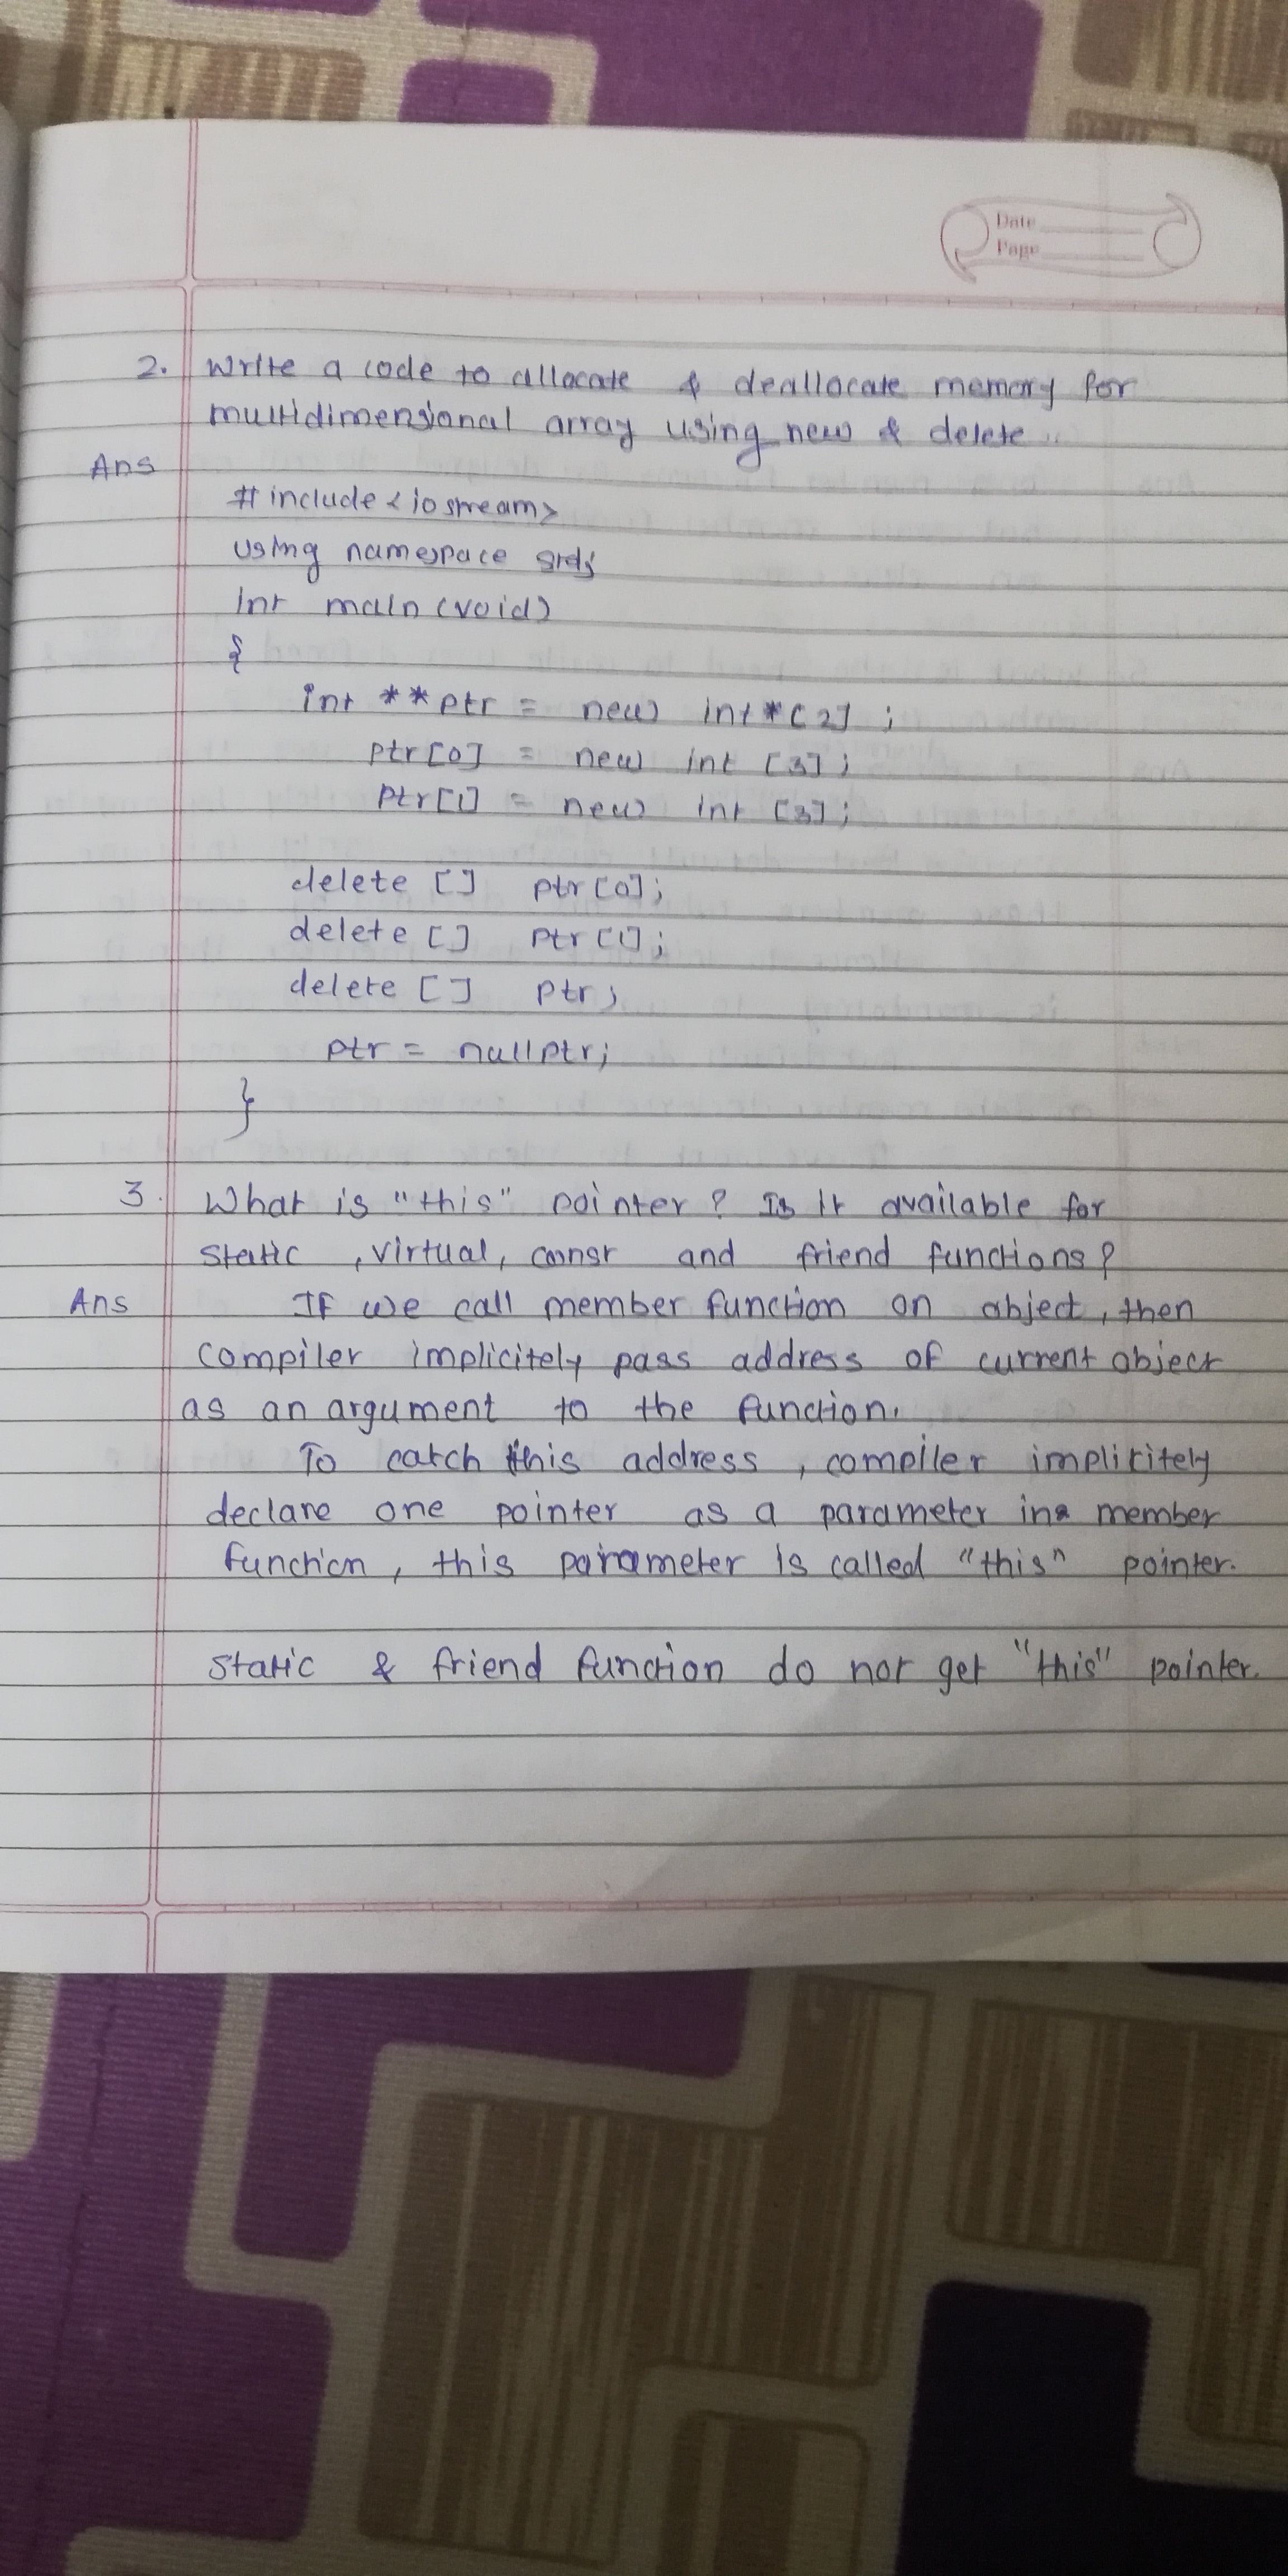 Date
Page
2. Write a code to allocate & deallocate memory for
multidimensional array using new & delete..
Ans
# include <iostream>
using namespace std;
int main (void)
{
int **ptr = new int*[2] ;
ptr[0] = new int [3];
ptr[1] = new int [3];
delete [] ptr[0];
delete [] ptr[1];
delete [] ptr;
ptr = nullptr;
}
3. What is "this" pointer? Is it available for
static , virtual, const and friend functions?
Ans If we call member function on object, then
compiler implicitely pass address of current object
as an argument to the function.
To catch this address , compiler implicitely
declare one pointer as a parameter in a member
function, this parameter is called "this" pointer.
static & friend function do not get "this" pointer.